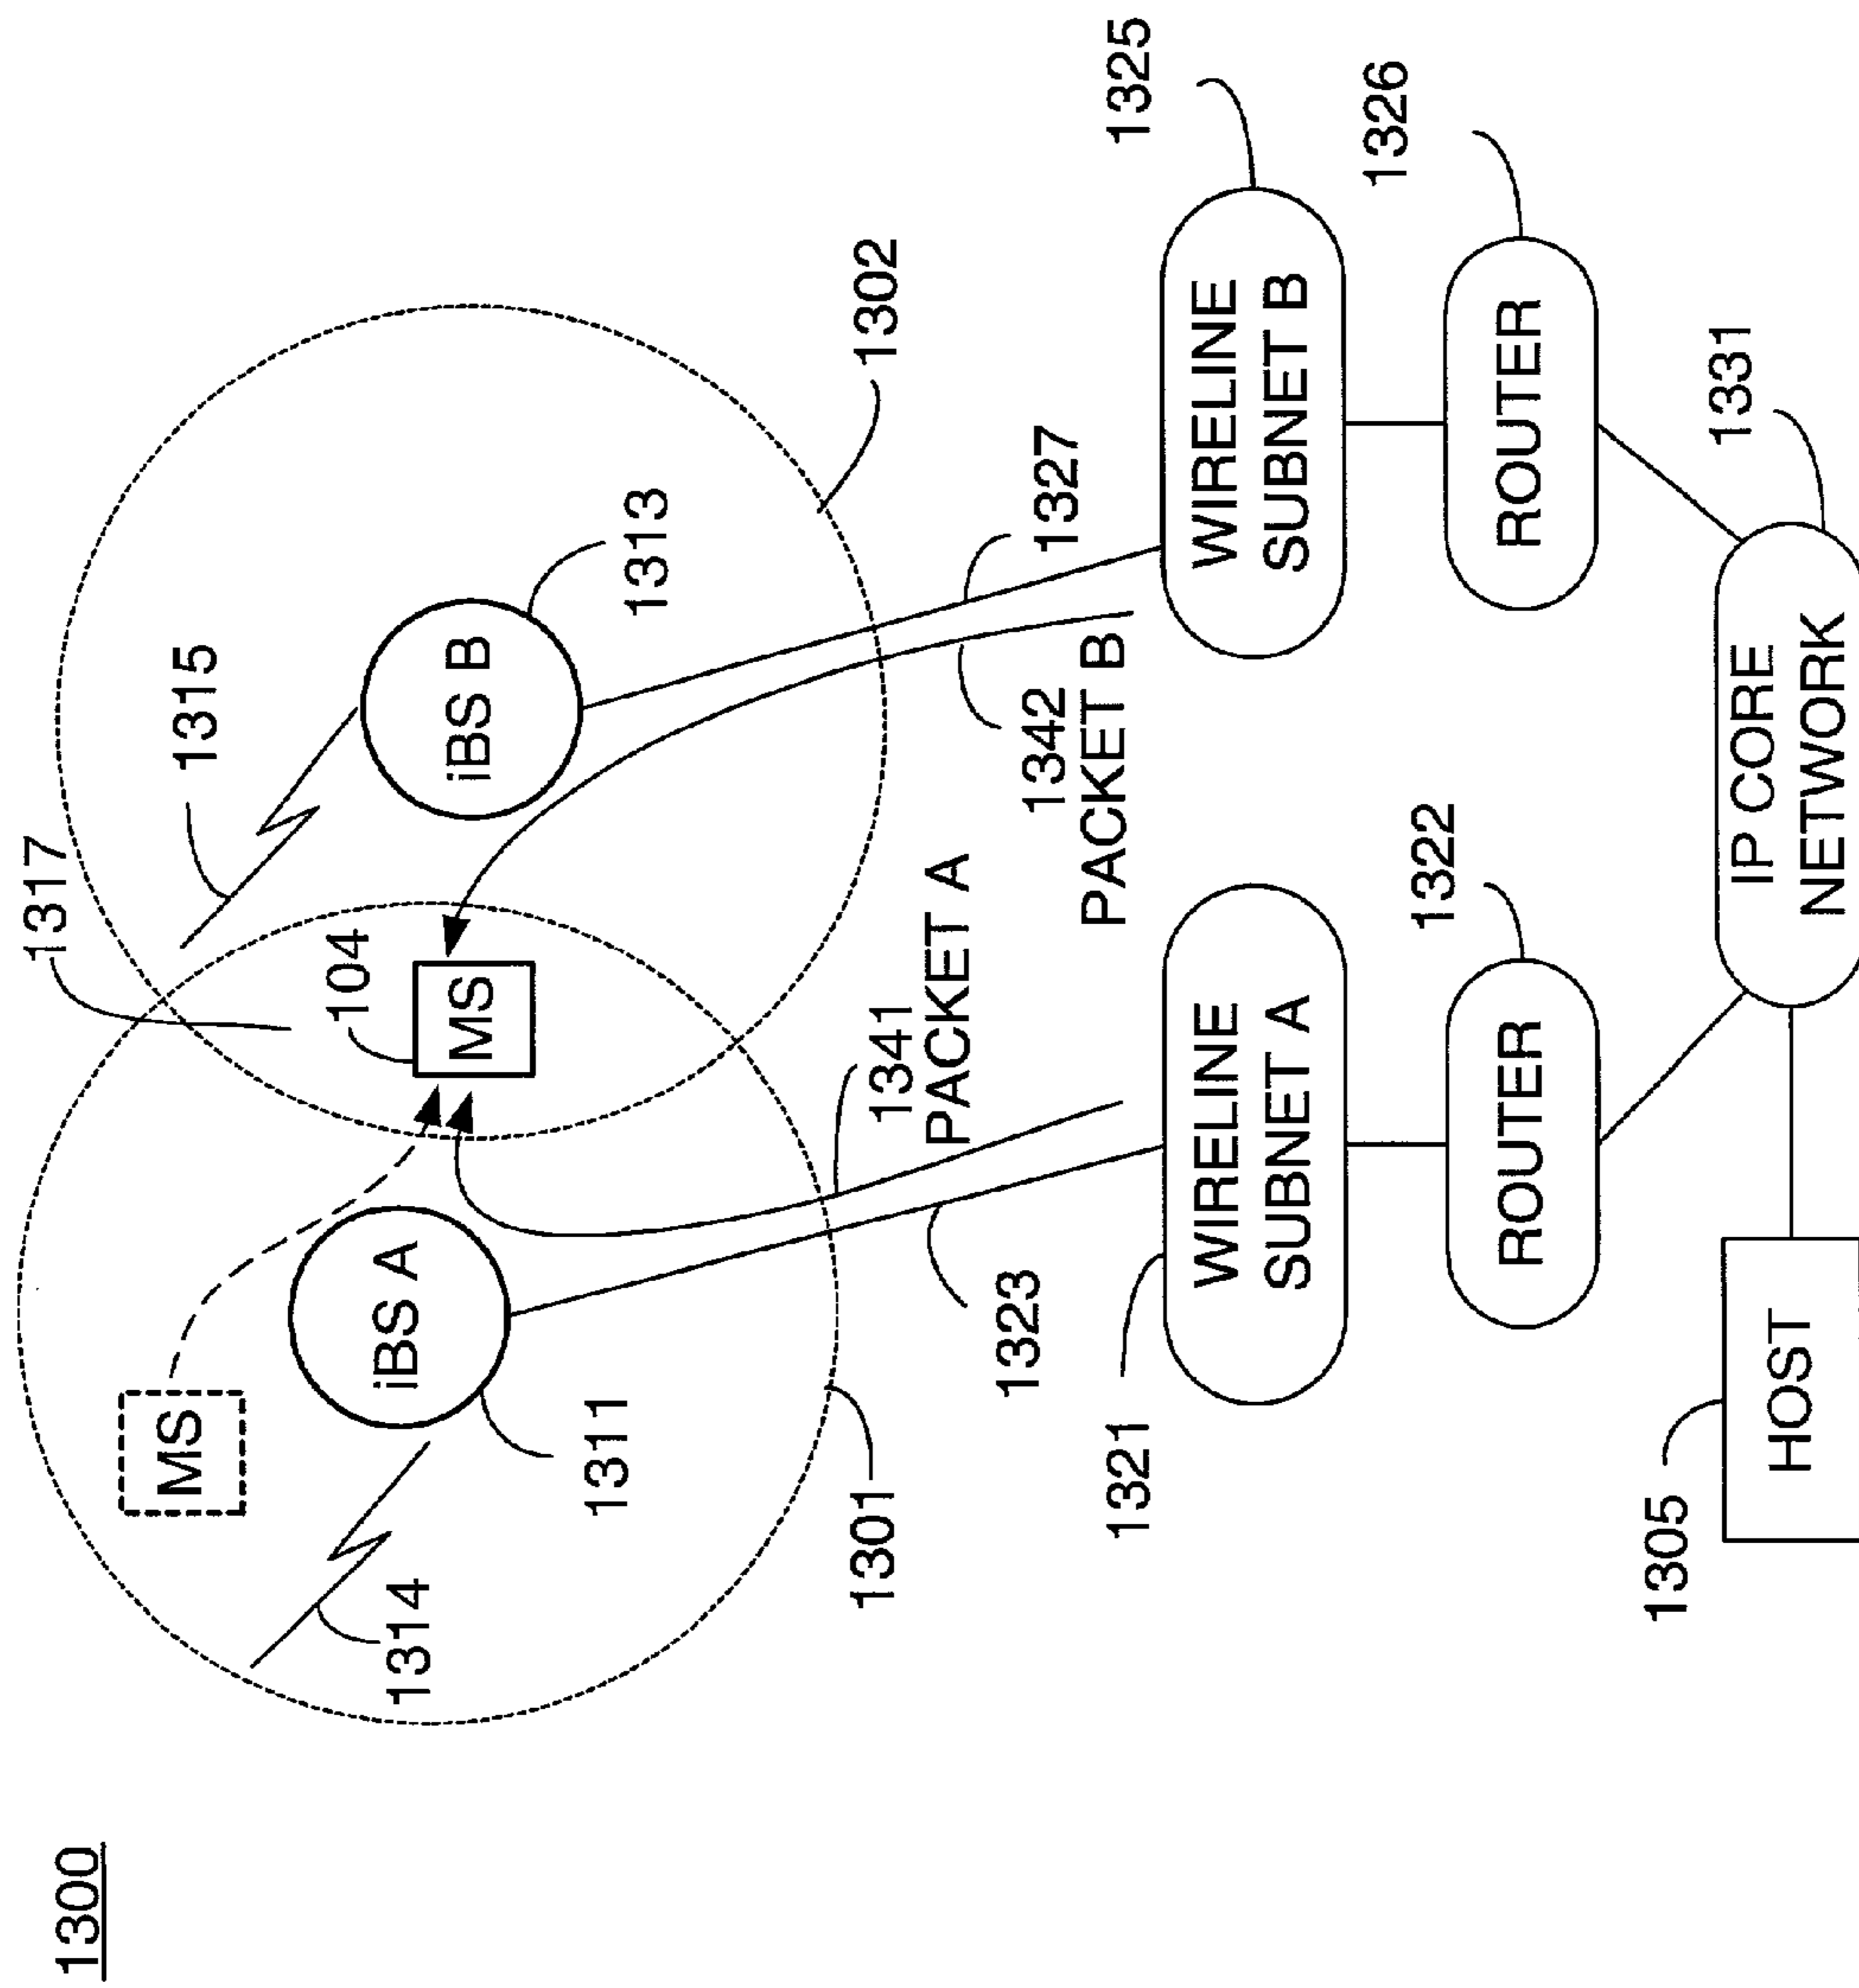 1300
1317
1315
MS
104
1314
iBS A
MS
iBS B
1311
1313
1301
1302
1341
PACKET A
1323
1342
PACKET B
1327
1321
1325
WIRELINE
SUBNET A
WIRELINE
SUBNET B
1322
1326
ROUTER
ROUTER
1305
1331
HOST
IP CORE
NETWORK